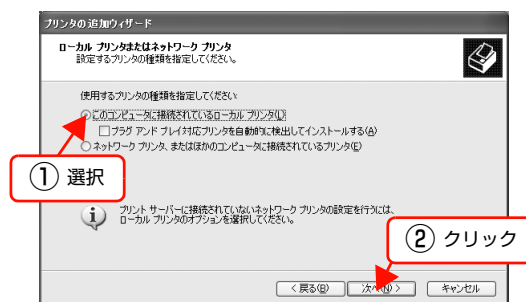 プリンタの追加ウィザード
ローカル プリンタまたはネットワーク プリンタ
設定するプリンタの種類を指定してください。
使用するプリンタの種類を指定してください:
このコンピュータに接続されているローカル プリンタ(L)
プラグ アンド プレイ対応プリンタを自動的に検出してインストールする(A)
ネットワーク プリンタ、またはほかのコンピュータに接続されているプリンタ(E)
① 選択
プリント サーバーに接続されていないネットワーク プリンタの設定を行うには、
ローカル プリンタのオプションを選択してください。
② クリック
< 戻る(B) 次へ(N) > キャンセル